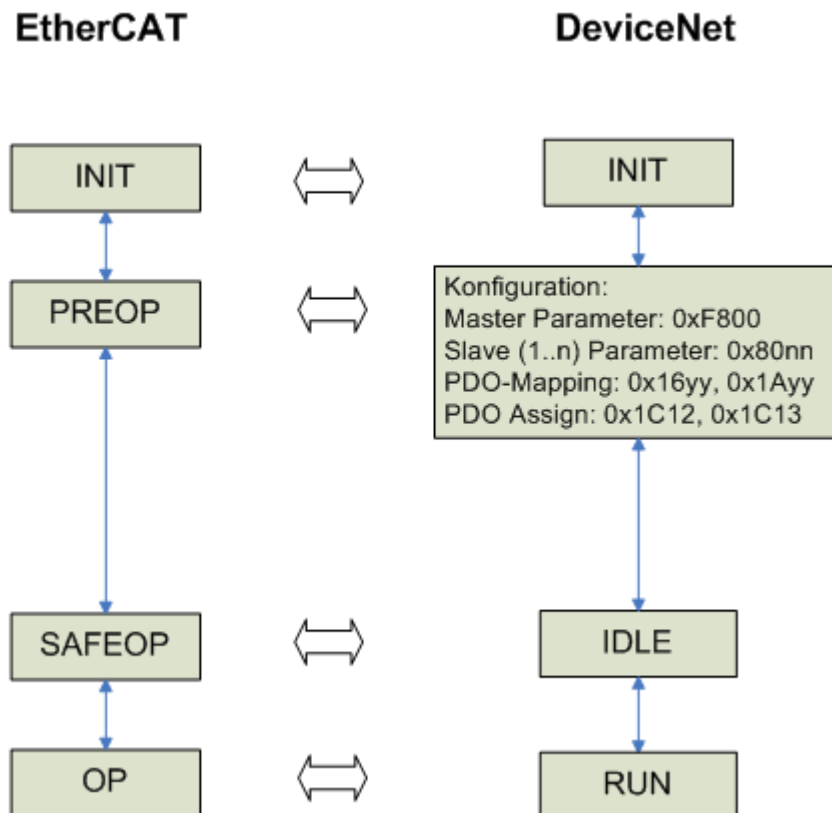 EtherCAT
DeviceNet
INIT
INIT
PREOP
Konfiguration:
Master Parameter: 0xF800
Slave (1..n) Parameter: 0x80nn
PDO-Mapping: 0x16yy, 0x1Ayy
PDO Assign: 0x1C12, 0x1C13
SAFEOP
IDLE
OP
RUN